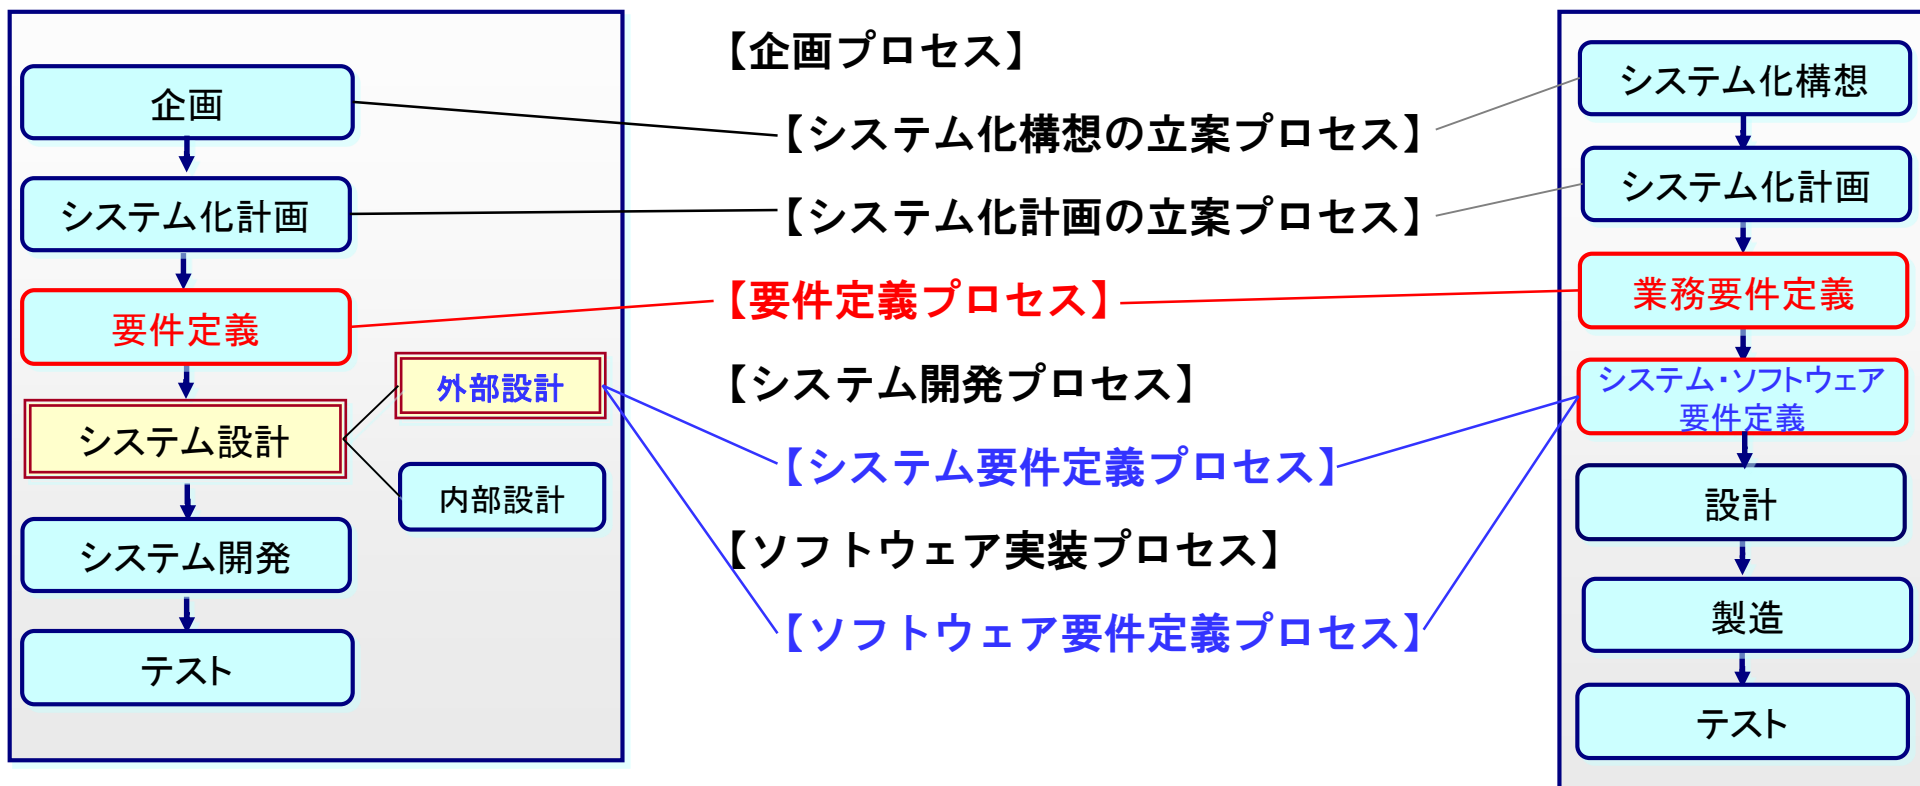 企画
システム化計画
要件定義
システム設計
外部設計
内部設計
システム開発
テスト
【企画プロセス】
【システム化構想の立案プロセス】
【システム化計画の立案プロセス】
【要件定義プロセス】
【システム開発プロセス】
【システム要件定義プロセス】
【ソフトウェア実装プロセス】
【ソフトウェア要件定義プロセス】
システム化構想
システム化計画
業務要件定義
システム・ソフトウェア
要件定義
設計
製造
テスト